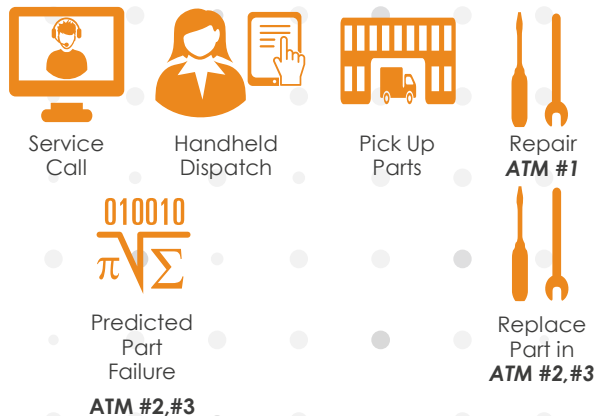 Service
Call
Handheld
Dispatch
Pick Up
Parts
Repair
ATM #1
010010
π√Σ
Predicted
Part
Failure
ATM #2,#3
Replace
Part in
ATM #2,#3